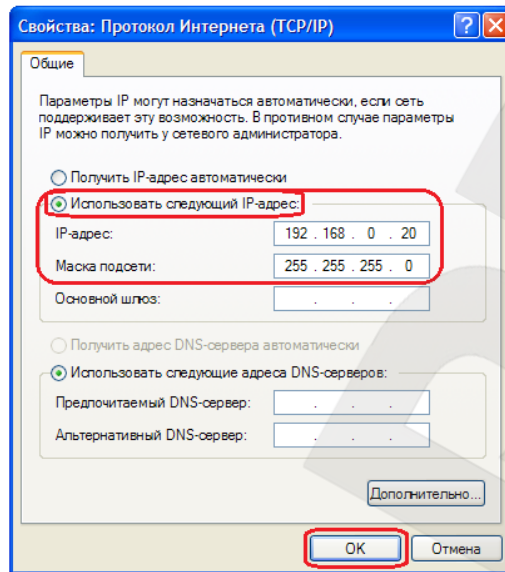 Свойства: Протокол Интернета (TCP/IP)
Общие
Параметры IP могут назначаться автоматически, если сеть
поддерживает эту возможность. В противном случае параметры
IP можно получить у сетевого администратора.
Получить IP-адрес автоматически
Использовать следующий IP-адрес:
IP-адрес: 192 . 168 . 0 . 20
Маска подсети: 255 . 255 . 255 . 0
Основной шлюз: . . .
Получить адрес DNS-сервера автоматически
Использовать следующие адреса DNS-серверов:
Предпочитаемый DNS-сервер: . . .
Альтернативный DNS-сервер: . . .
Дополнительно...
OK Отмена